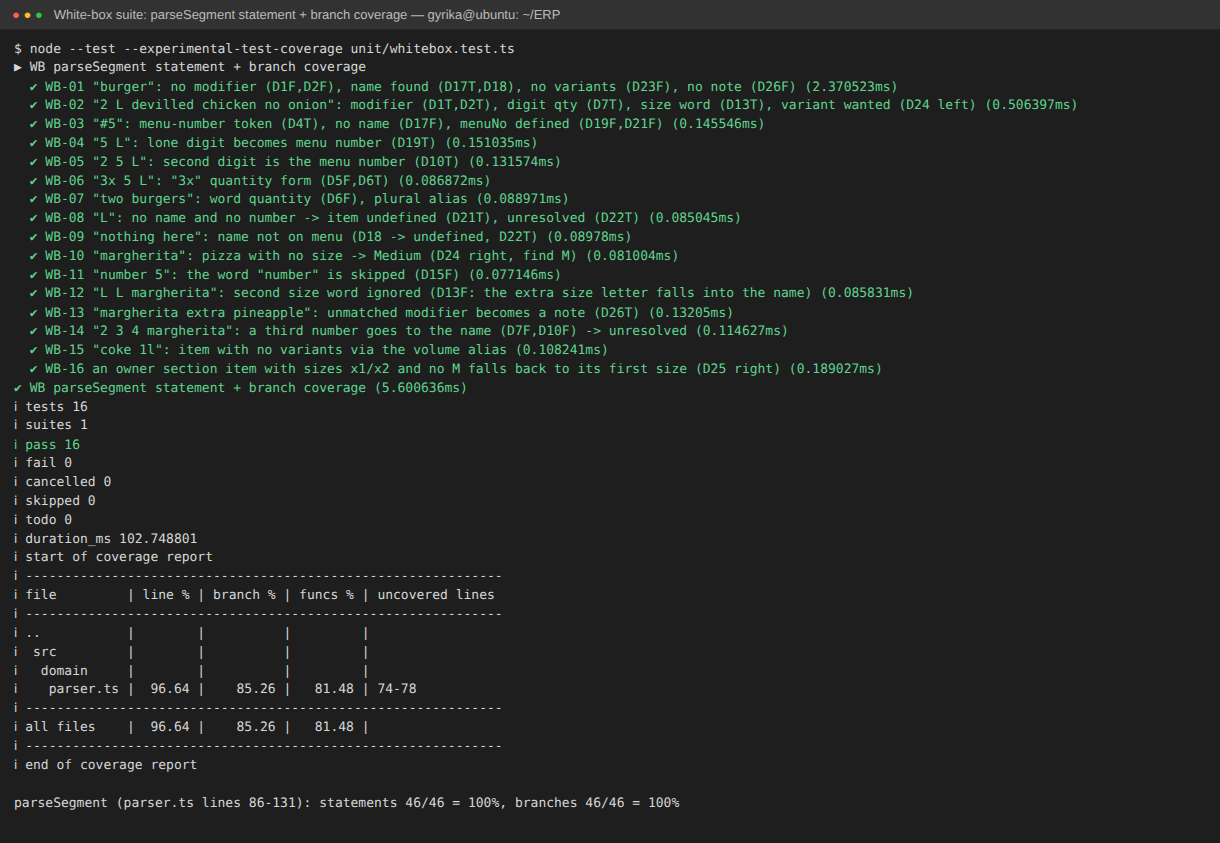 White-box suite: parseSegment statement + branch coverage — gyrika@ubuntu: ~/ERP
$ node --test --experimental-test-coverage unit/whitebox.test.ts
▶ WB parseSegment statement + branch coverage
  ✔ WB-01 "burger": no modifier (D1F,D2F), name found (D17T,D18), no variants (D23F), no note (D26F) (2.370523ms)
  ✔ WB-02 "2 L devilled chicken no onion": modifier (D1T,D2T), digit qty (D7T), size word (D13T), variant wanted (D24 left) (0.506397ms)
  ✔ WB-03 "#5": menu-number token (D4T), no name (D17F), menuNo defined (D19F,D21F) (0.145546ms)
  ✔ WB-04 "5 L": lone digit becomes menu number (D19T) (0.151035ms)
  ✔ WB-05 "2 5 L": second digit is the menu number (D10T) (0.131574ms)
  ✔ WB-06 "3x 5 L": "3x" quantity form (D5F,D6T) (0.086872ms)
  ✔ WB-07 "two burgers": word quantity (D6F), plural alias (0.088971ms)
  ✔ WB-08 "L": no name and no number -> item undefined (D21T), unresolved (D22T) (0.085045ms)
  ✔ WB-09 "nothing here": name not on menu (D18 -> undefined, D22T) (0.08978ms)
  ✔ WB-10 "margherita": pizza with no size -> Medium (D24 right, find M) (0.081004ms)
  ✔ WB-11 "number 5": the word "number" is skipped (D15F) (0.077146ms)
  ✔ WB-12 "L L margherita": second size word ignored (D13F: the extra size letter falls into the name) (0.085831ms)
  ✔ WB-13 "margherita extra pineapple": unmatched modifier becomes a note (D26T) (0.13205ms)
  ✔ WB-14 "2 3 4 margherita": a third number goes to the name (D7F,D10F) -> unresolved (0.114627ms)
  ✔ WB-15 "coke 1l": item with no variants via the volume alias (0.108241ms)
  ✔ WB-16 an owner section item with sizes x1/x2 and no M falls back to its first size (D25 right) (0.189027ms)
✔ WB parseSegment statement + branch coverage (5.600636ms)
ℹ tests 16
ℹ suites 1
ℹ pass 16
ℹ fail 0
ℹ cancelled 0
ℹ skipped 0
ℹ todo 0
ℹ duration_ms 102.748801
ℹ start of coverage report
ℹ -------------------------------------------------------------
ℹ file         | line % | branch % | funcs % | uncovered lines
ℹ -------------------------------------------------------------
ℹ ..           |        |          |         |
ℹ  src         |        |          |         |
ℹ   domain     |        |          |         |
ℹ    parser.ts |  96.64 |    85.26 |   81.48 | 74-78
ℹ -------------------------------------------------------------
ℹ all files    |  96.64 |    85.26 |   81.48 |
ℹ -------------------------------------------------------------
ℹ end of coverage report
parseSegment (parser.ts lines 86-131): statements 46/46 = 100%, branches 46/46 = 100%